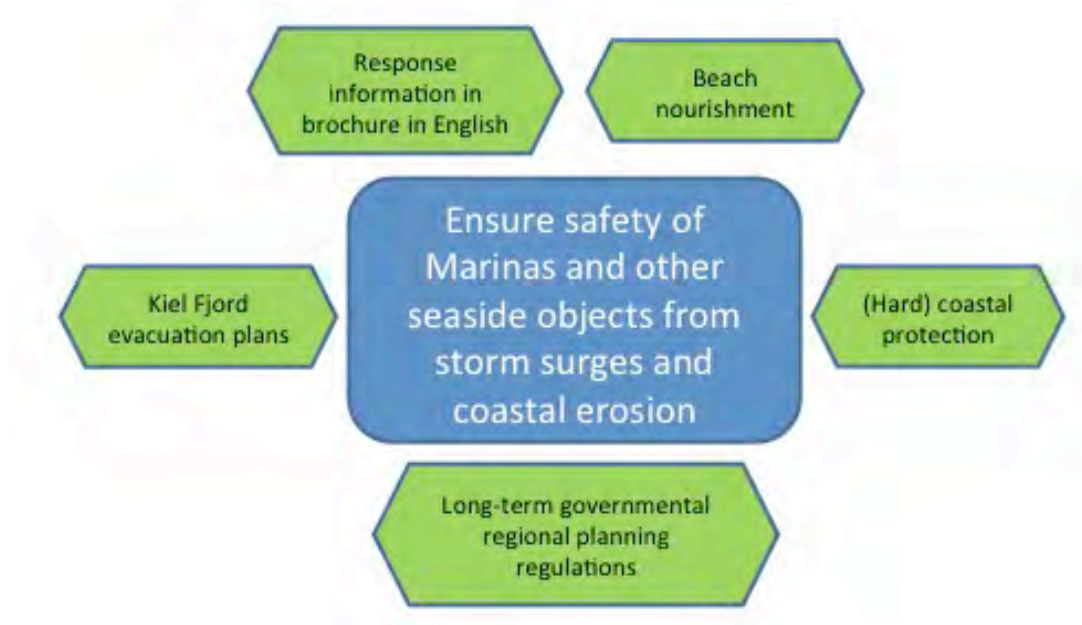 Response
information in
brochure in English
Beach
nourishment
Ensure safety of
Marinas and other
seaside objects from
storm surges and
coastal erosion
Kiel Fjord
evacuation plans
(Hard) coastal
protection
Long-term governmental
regional planning
regulations